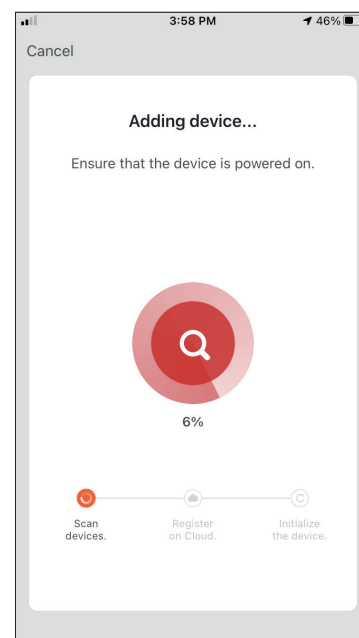 3:58 PM
46%
Cancel
Adding device...
Ensure that the device is powered on.
6%
Scan
devices.
Register
on Cloud.
Initialize
the device.